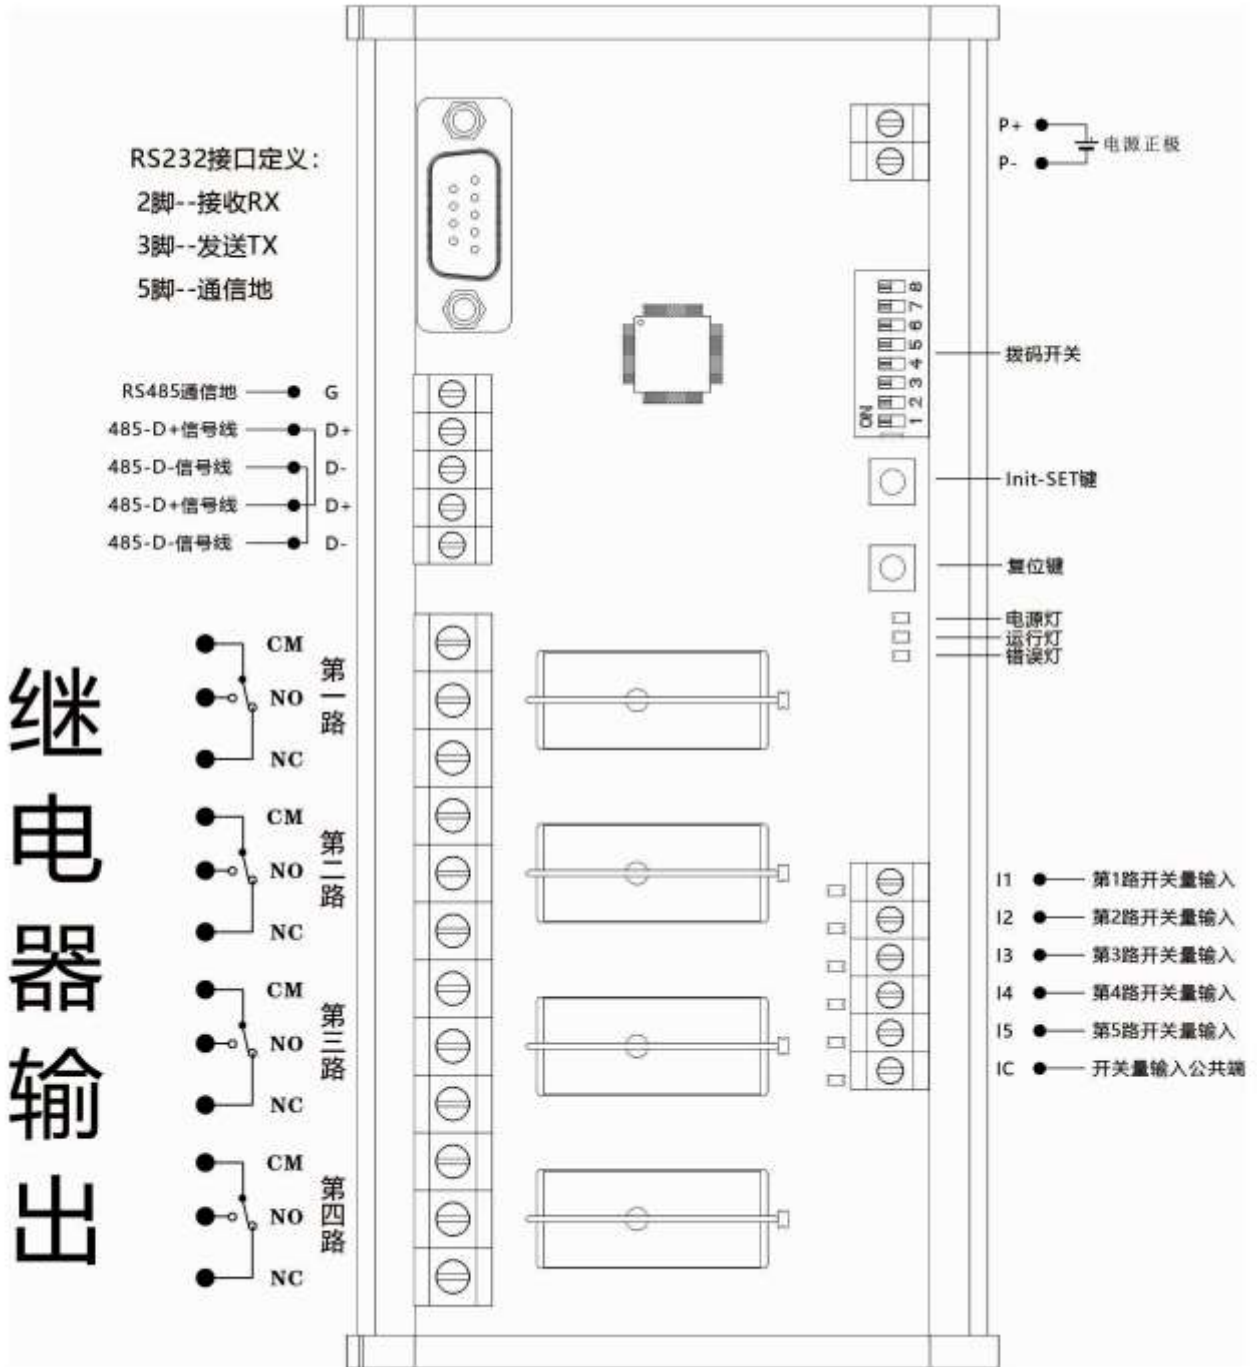 RS232接口定义:
2脚--接收RX
3脚--发送TX
5脚--通信地
RS485通信地 G
485-D+信号线 D+
485-D-信号线 D-
485-D+信号线 D+
485-D-信号线 D-
继电器输出
CM
NO
NC
第一路
CM
NO
NC
第二路
CM
NO
NC
第三路
CM
NO
NC
第四路
P+
P-
电源正极
8
7
6
5
4
3
2
1
ON
拨码开关
Init-SET键
复位键
电源灯
运行灯
错误灯
I1 第1路开关量输入
I2 第2路开关量输入
I3 第3路开关量输入
I4 第4路开关量输入
I5 第5路开关量输入
IC 开关量输入公共端